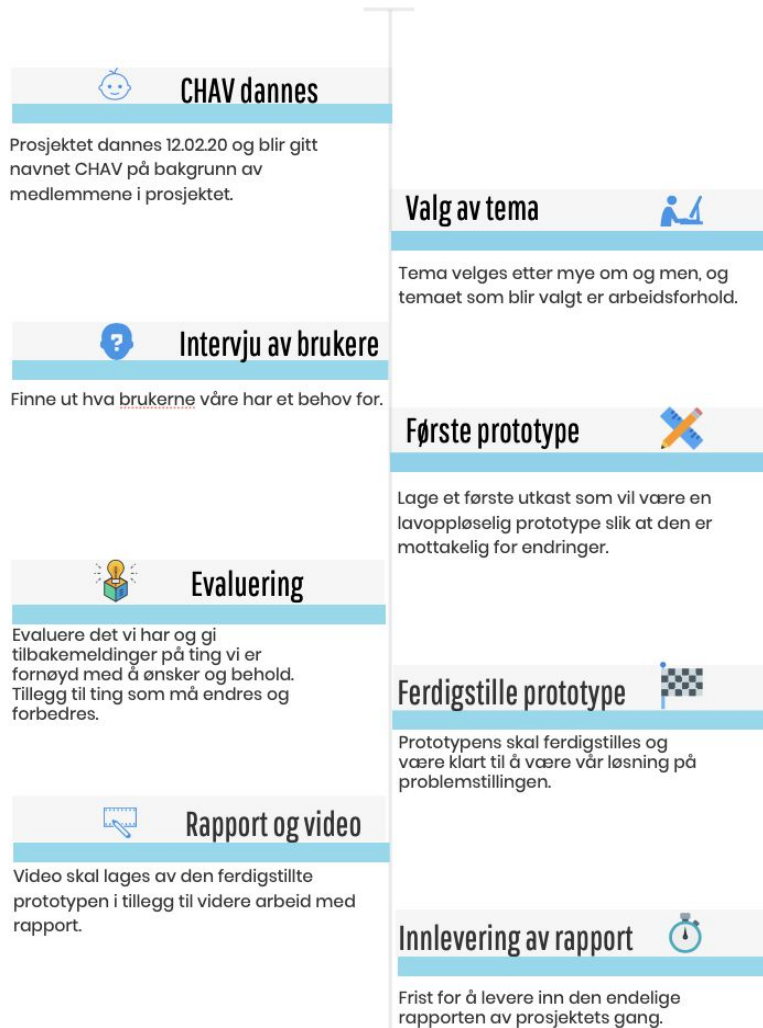 CHAV dannes
Prosjektet dannes 12.02.20 og blir gitt
navnet CHAV på bakgrunn av
medlemmene i prosjektet.
Valg av tema
Tema velges etter mye om og men, og
temaet som blir valgt er arbeidsforhold.
Intervju av brukere
Finne ut hva brukerne våre har et behov for.
Første prototype
Lage et første utkast som vil være en
lavoppløselig prototype slik at den er
mottakelig for endringer.
Evaluering
Evaluere det vi har og gi
tilbakemeldinger på ting vi er
fornøyd med å ønsker og behold.
Tillegg til ting som må endres og
forbedres.
Ferdigstille prototype
Prototypens skal ferdigstilles og
være klart til å være vår løsning på
problemstillingen.
Rapport og video
Video skal lages av den ferdigstillte
prototypen i tillegg til videre arbeid med
rapport.
Innlevering av rapport
Frist for å levere inn den endelige
rapporten av prosjektets gang.